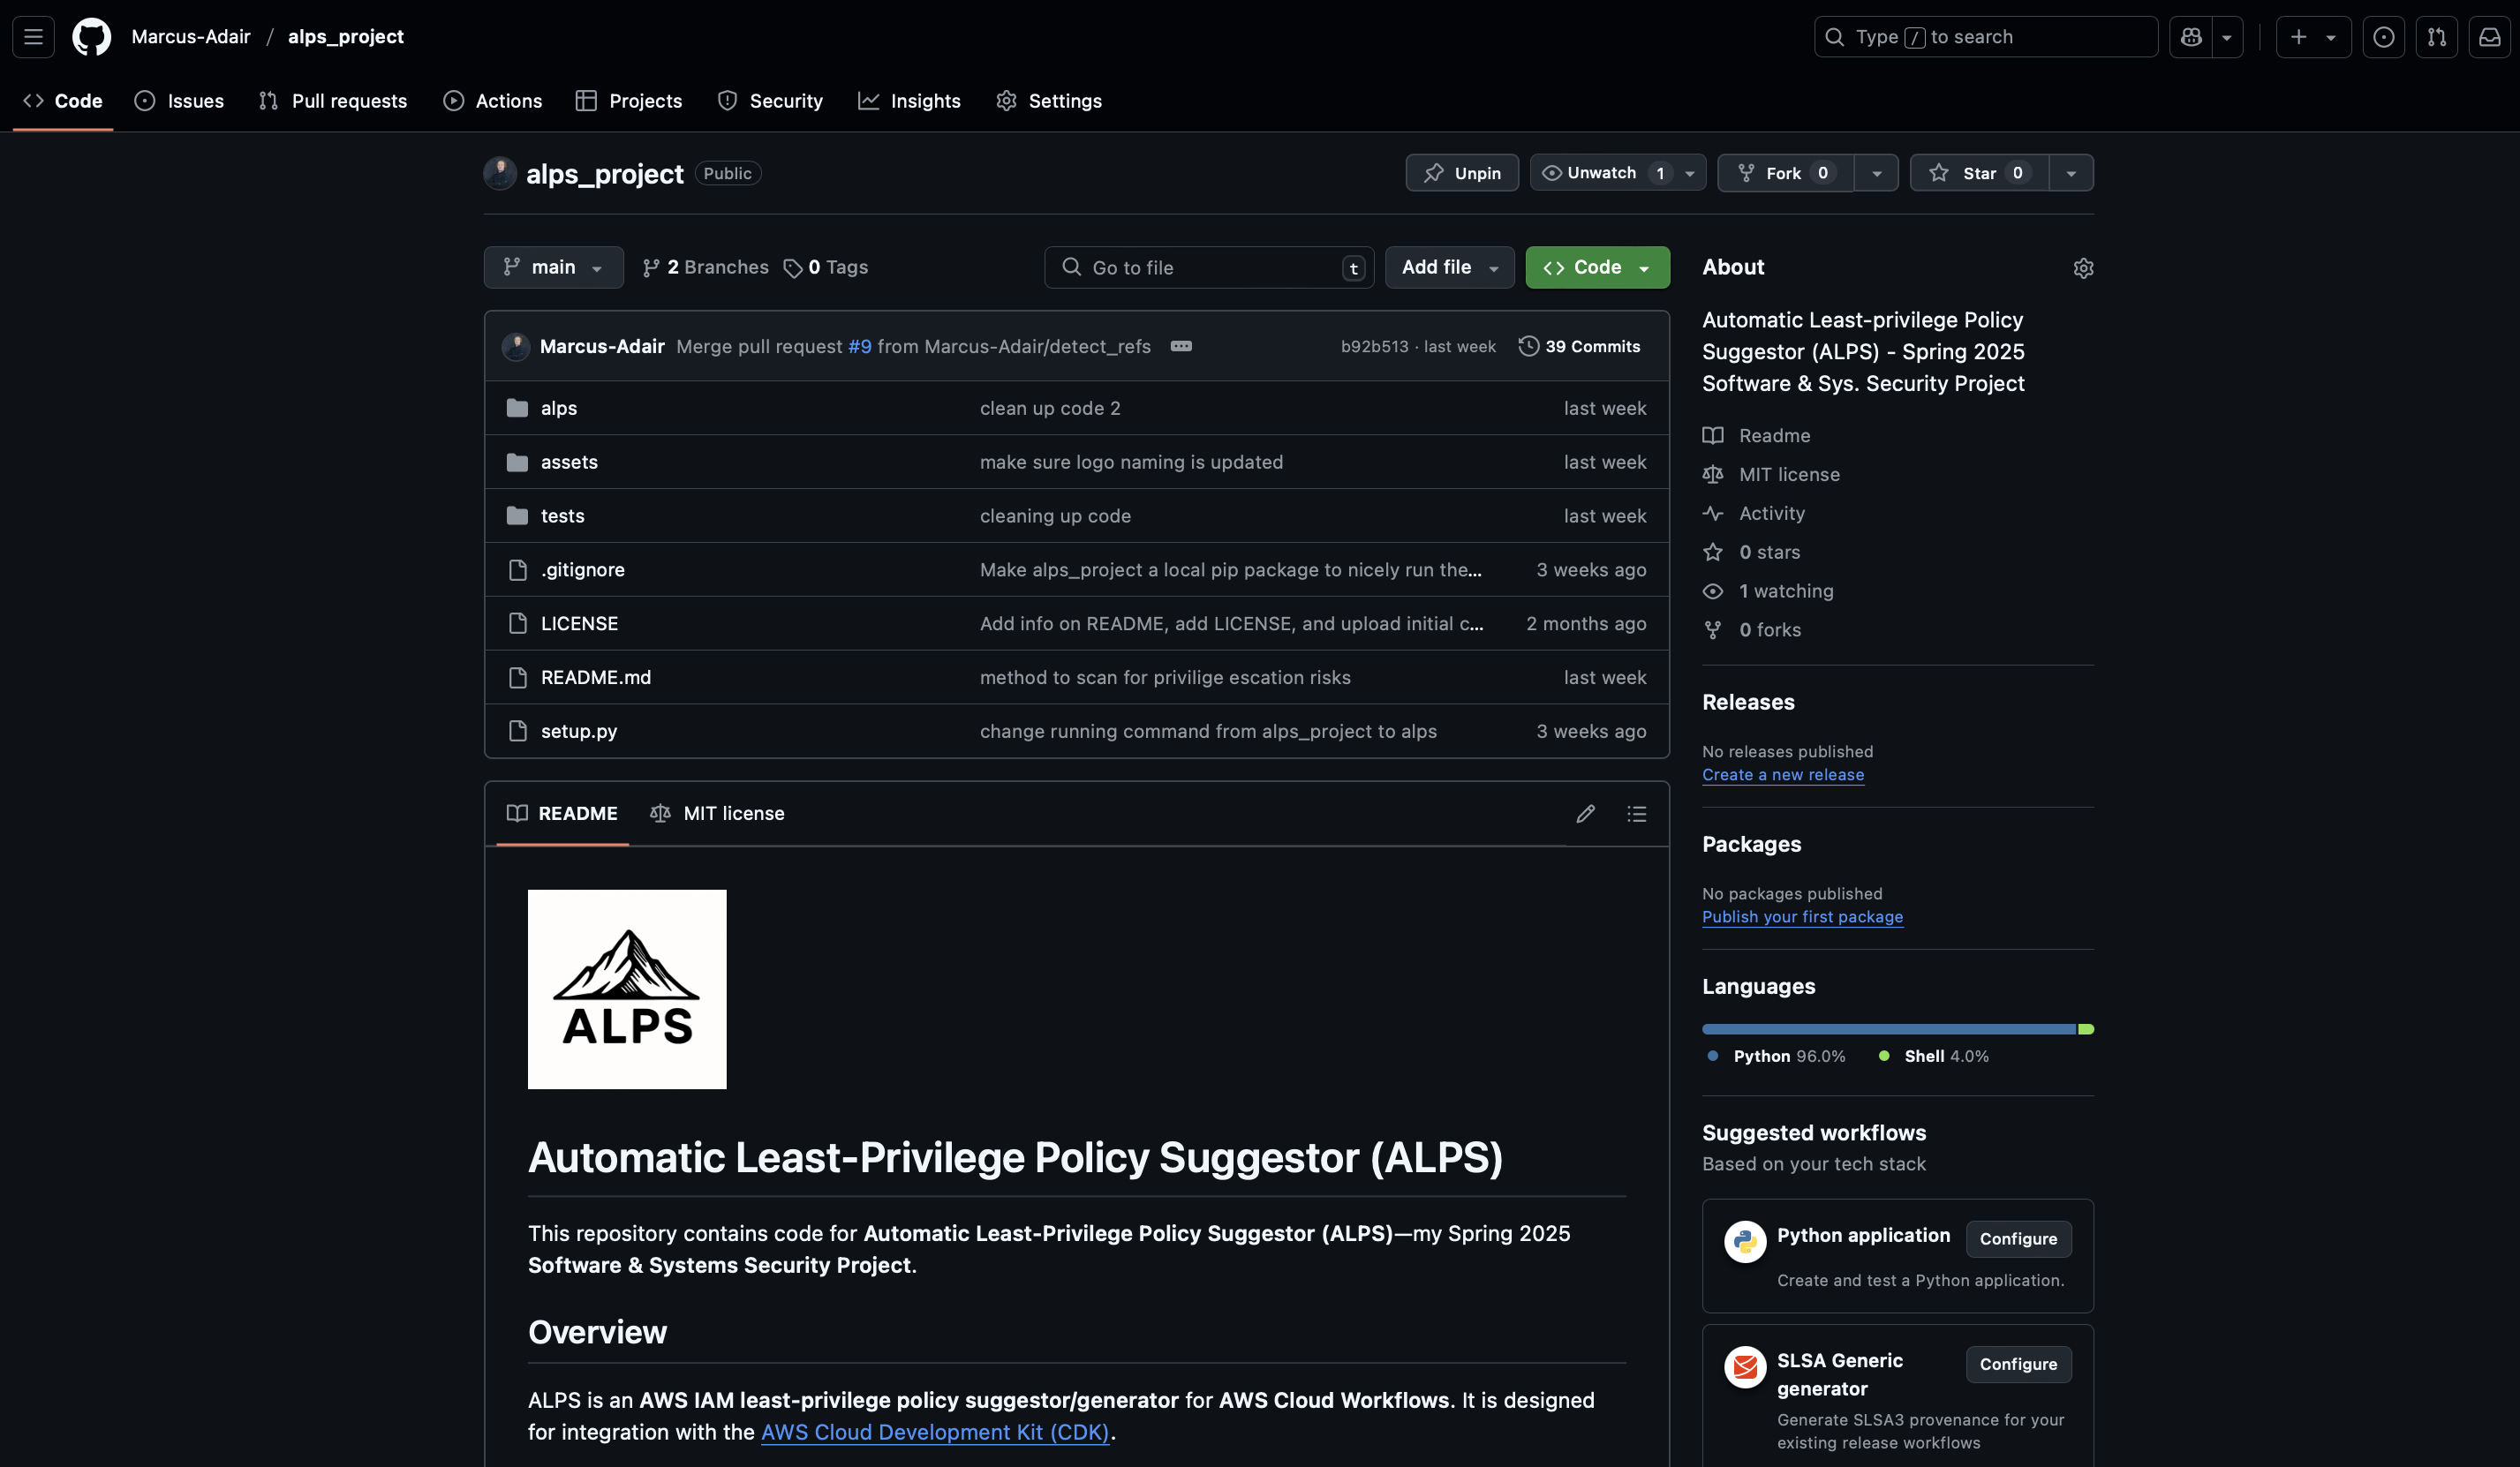 Marcus-Adair / alps_project
Type / to search
Code
Issues
Pull requests
Actions
Projects
Security
Insights
Settings
alps_project Public
Unpin
Unwatch 1
Fork 0
Star 0
main
2 Branches
0 Tags
Go to file t
Add file
Code
Marcus-Adair Merge pull request #9 from Marcus-Adair/detect_refs
b92b513 · last week
39 Commits
alps clean up code 2 last week
assets make sure logo naming is updated last week
tests cleaning up code last week
.gitignore Make alps_project a local pip package to nicely run the... 3 weeks ago
LICENSE Add info on README, add LICENSE, and upload initial c... 2 months ago
README.md method to scan for privilige escation risks last week
setup.py change running command from alps_project to alps 3 weeks ago
README
MIT license
ALPS
Automatic Least-Privilege Policy Suggestor (ALPS)
This repository contains code for Automatic Least-Privilege Policy Suggestor (ALPS)—my Spring 2025
Software & Systems Security Project.
Overview
ALPS is an AWS IAM least-privilege policy suggestor/generator for AWS Cloud Workflows. It is designed
for integration with the AWS Cloud Development Kit (CDK).
About
Automatic Least-privilege Policy
Suggestor (ALPS) - Spring 2025
Software & Sys. Security Project
Readme
MIT license
Activity
0 stars
1 watching
0 forks
Releases
No releases published
Create a new release
Packages
No packages published
Publish your first package
Languages
Python 96.0%
Shell 4.0%
Suggested workflows
Based on your tech stack
Python application
Configure
Create and test a Python application.
SLSA Generic
generator
Configure
Generate SLSA3 provenance for your
existing release workflows